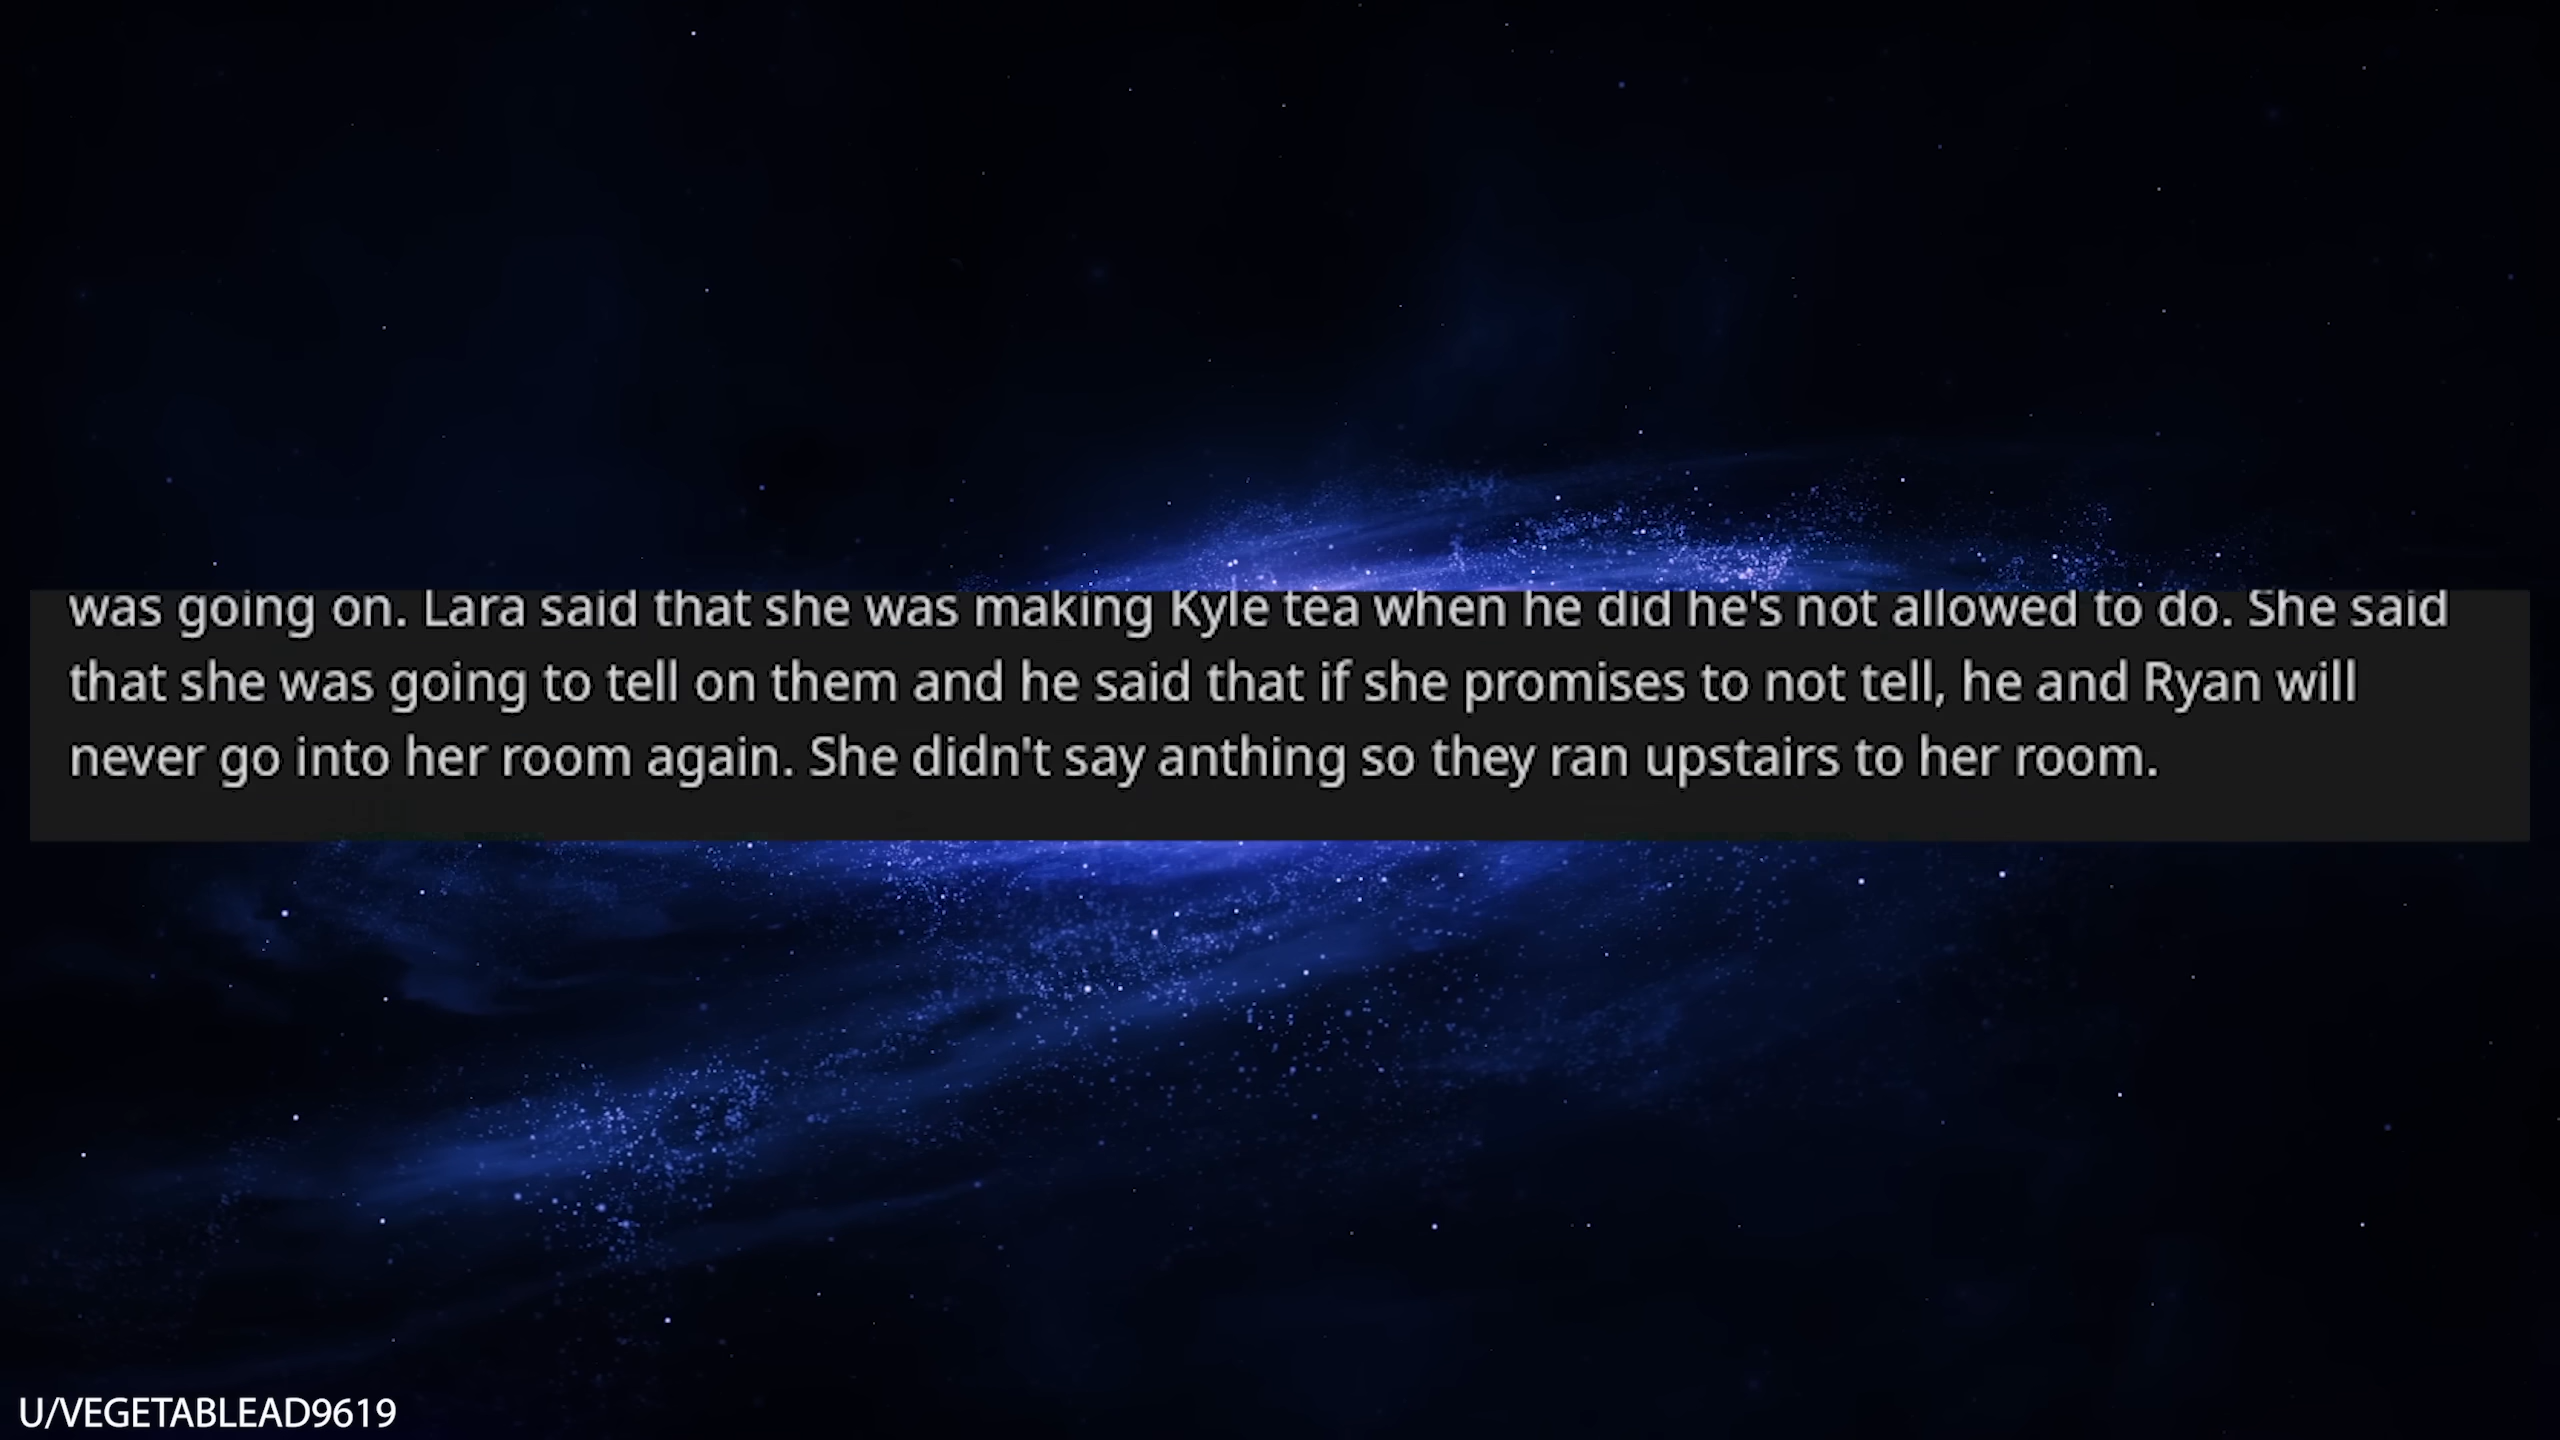 was going on. Lara said that she was making Kyle tea when he did he's not allowed to do. She said
that she was going to tell on them and he said that if she promises to not tell, he and Ryan will
never go into her room again. She didn't say anthing so they ran upstairs to her room.
U/VEGETABLEAD9619